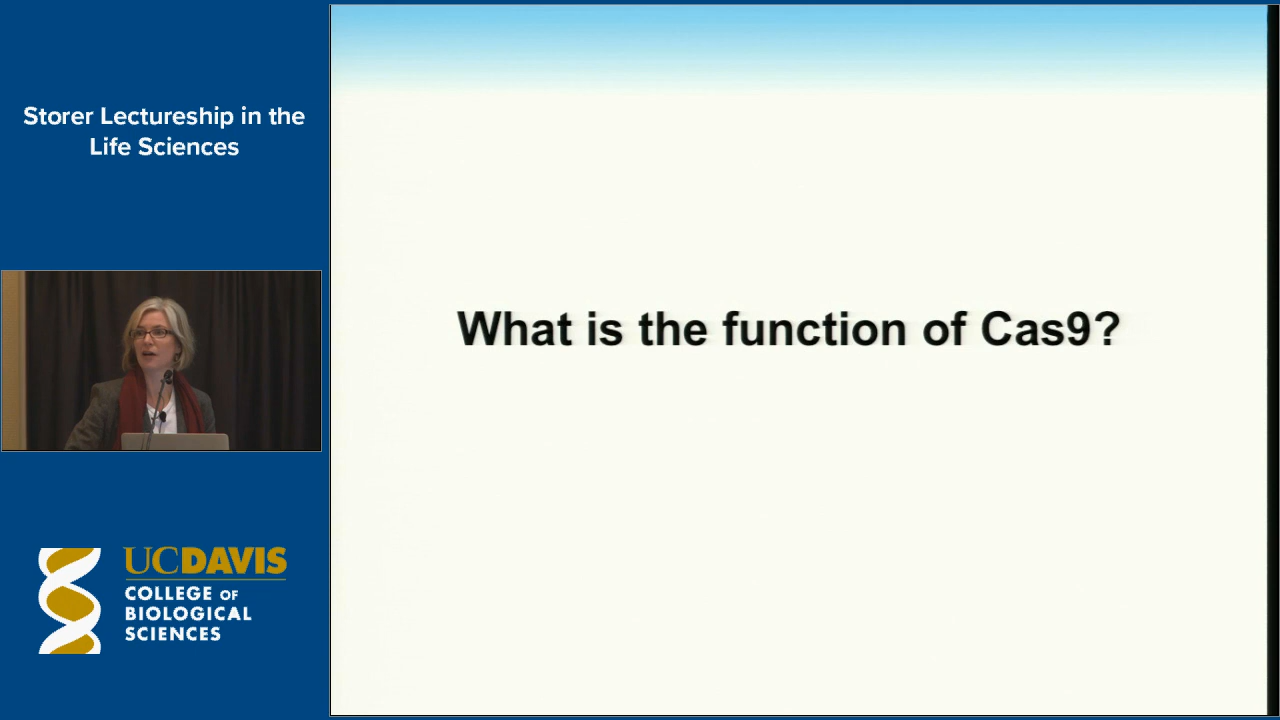 Storer Lectureship in the
Life Sciences
What is the function of Cas9?
UCDAVIS
COLLEGE OF
BIOLOGICAL
SCIENCES